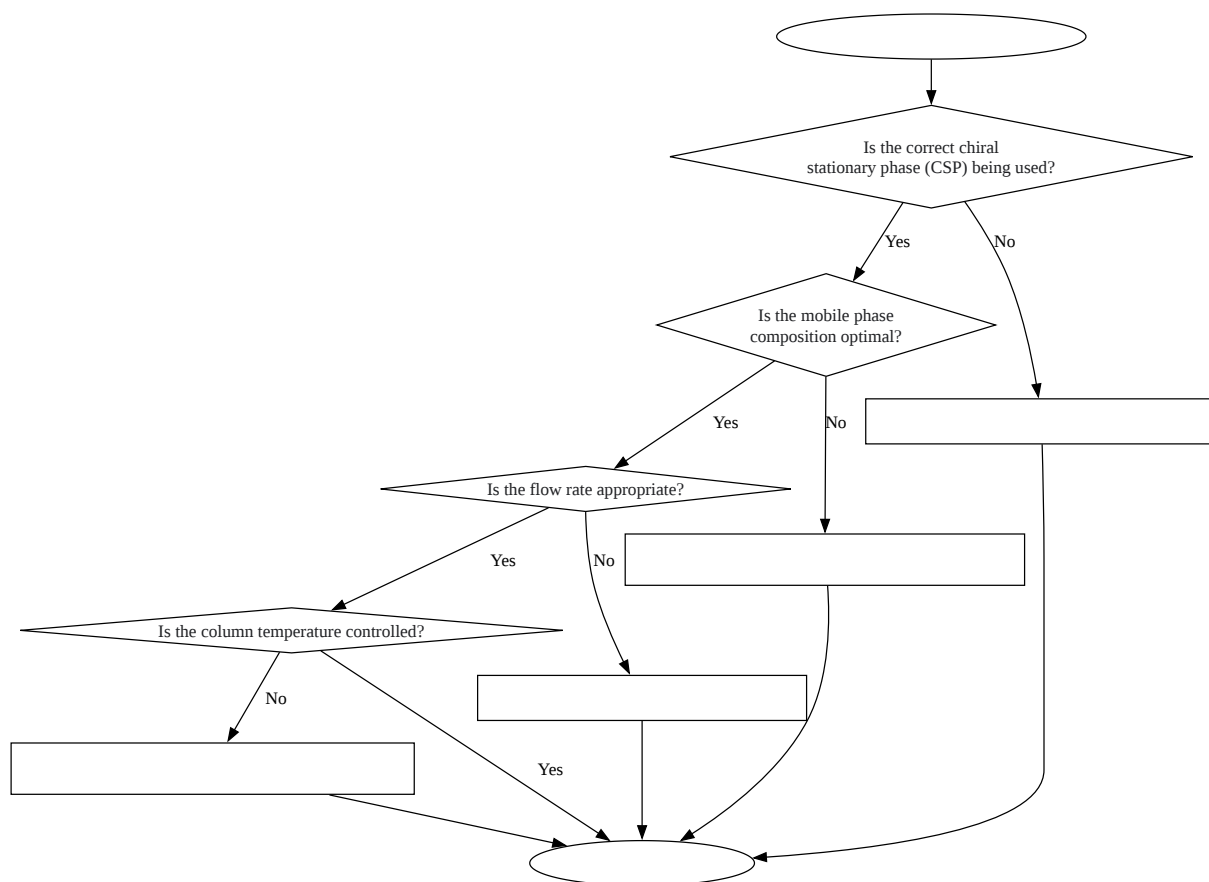 Is the correct chiral
stationary phase (CSP) being used?
Yes
No
Is the mobile phase
composition optimal?
Yes
No
Is the flow rate appropriate?
Yes
No
Is the column temperature controlled?
No
Yes